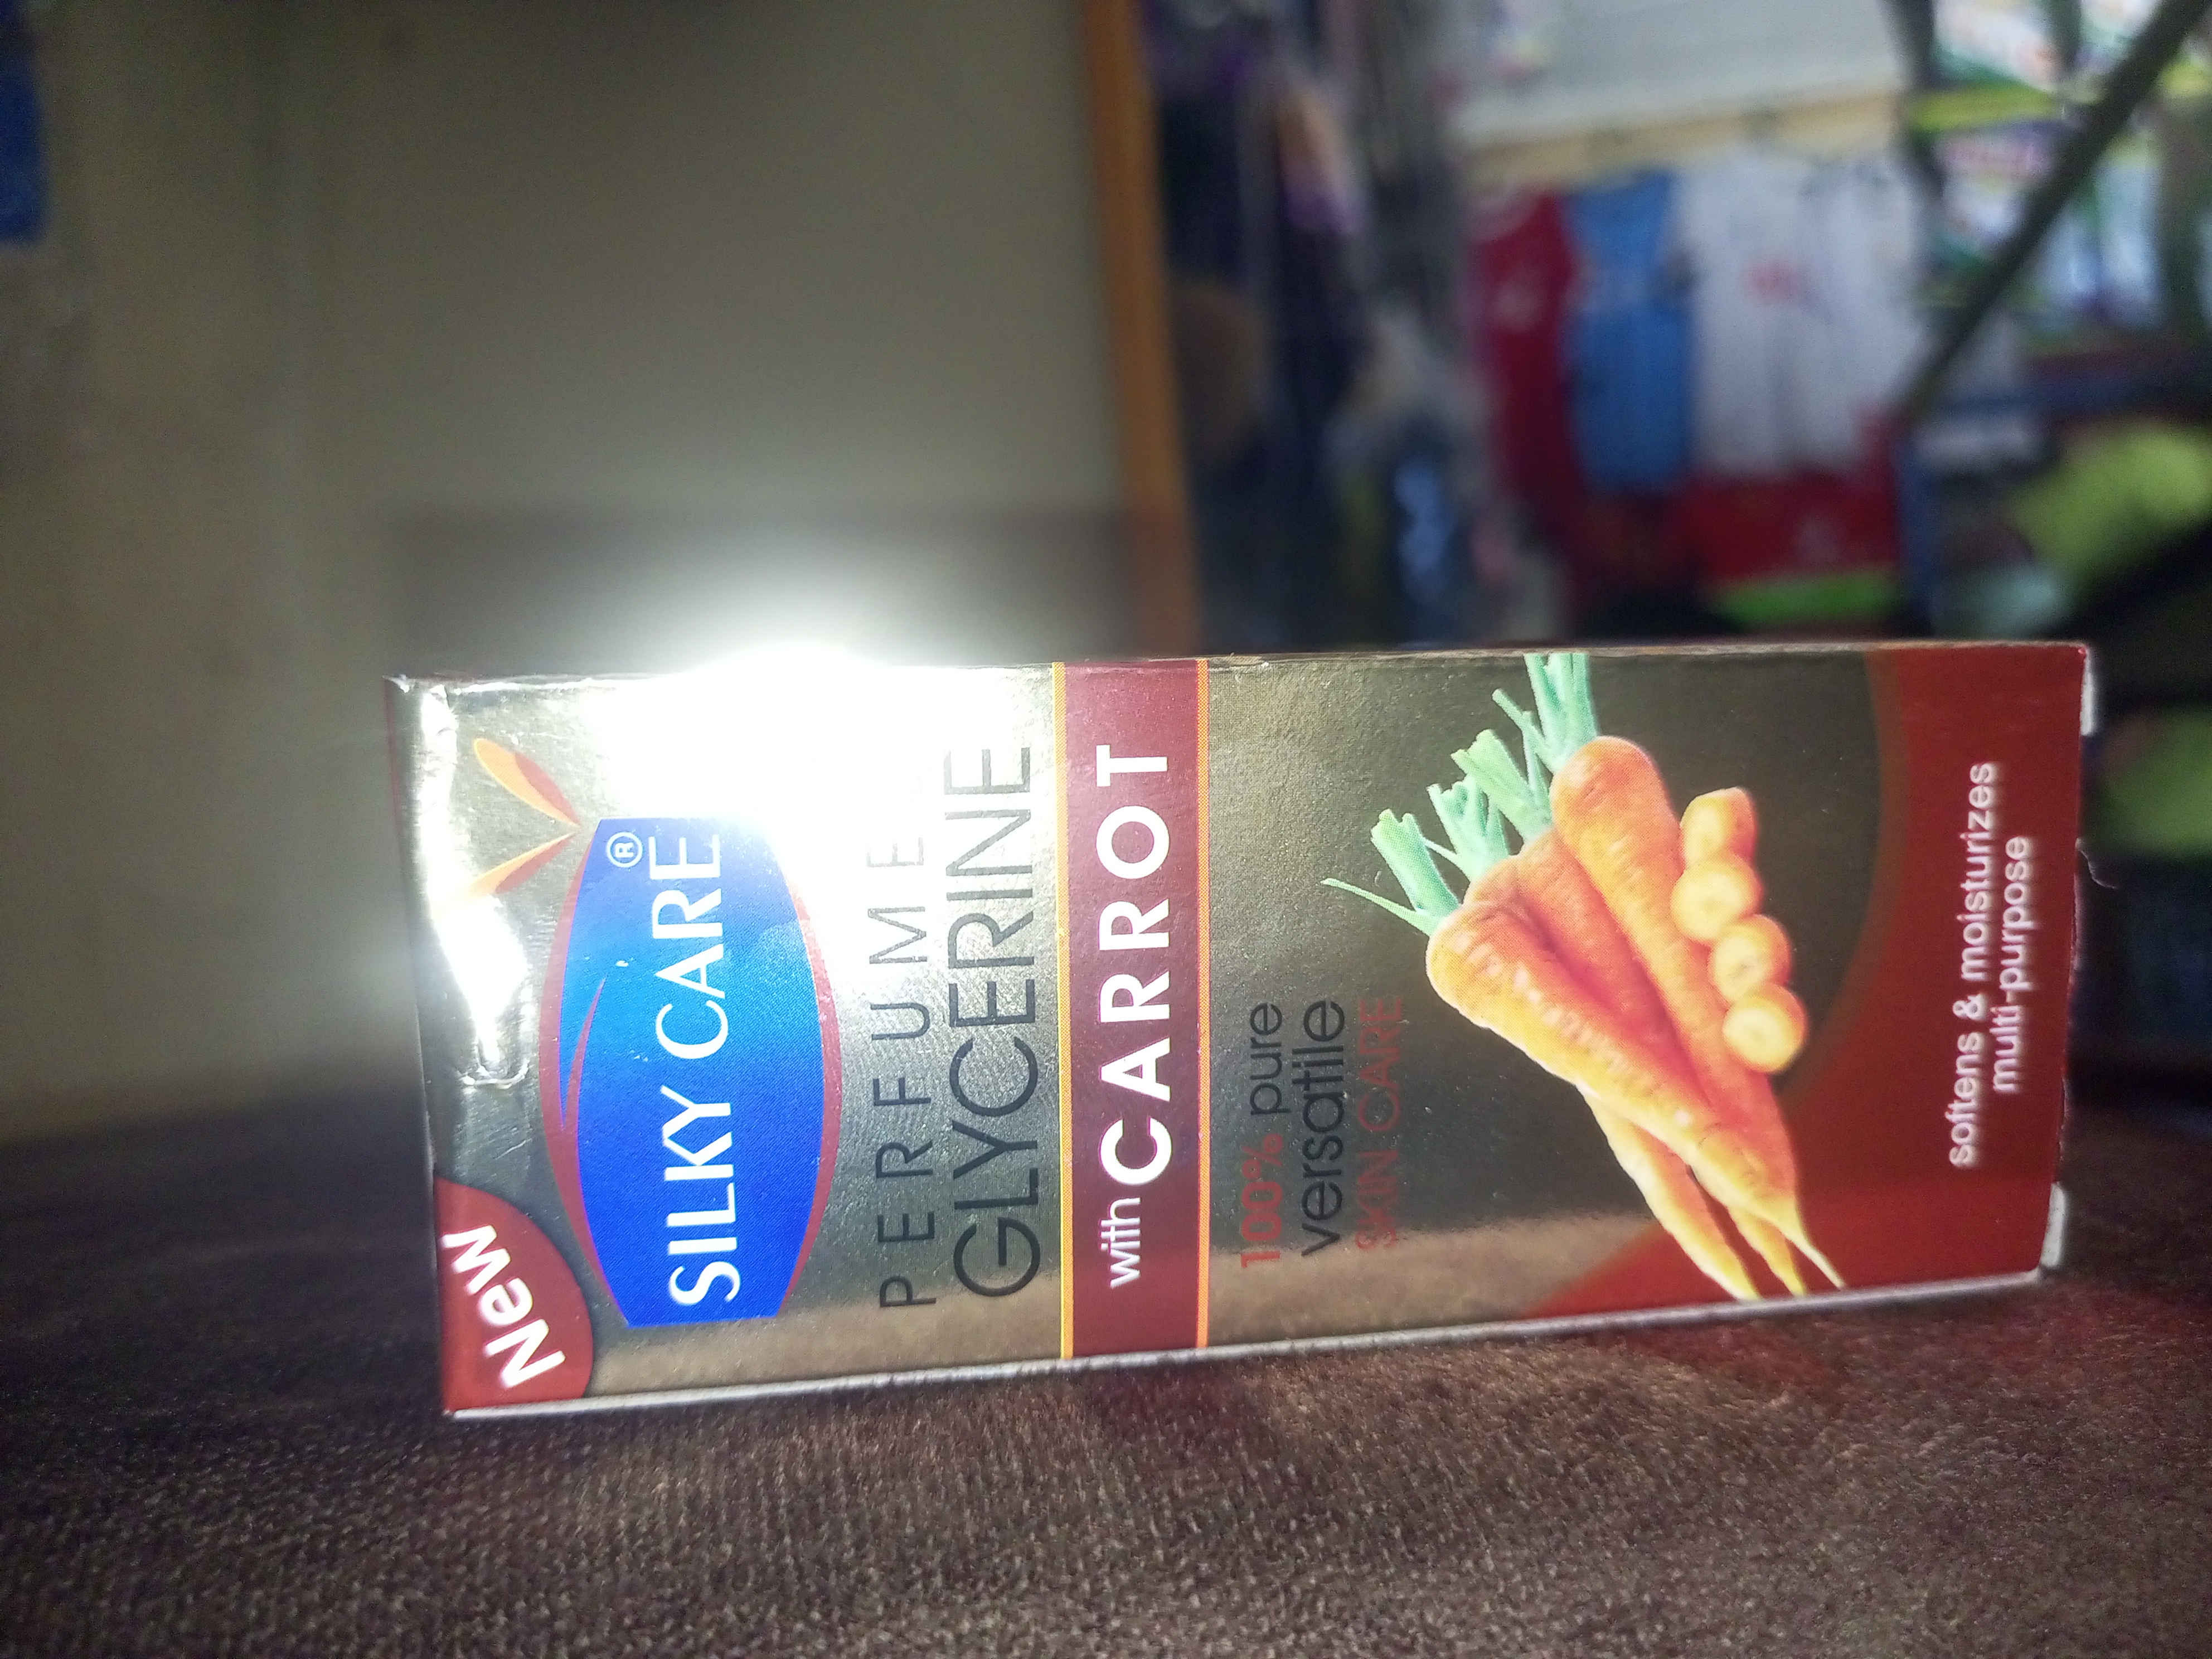 New
SILKY CARE®
PERFUMED
GLYCERINE
with CARROT
100% pure
versatile
SKIN CARE
softens & moisturizes
multi-purpose